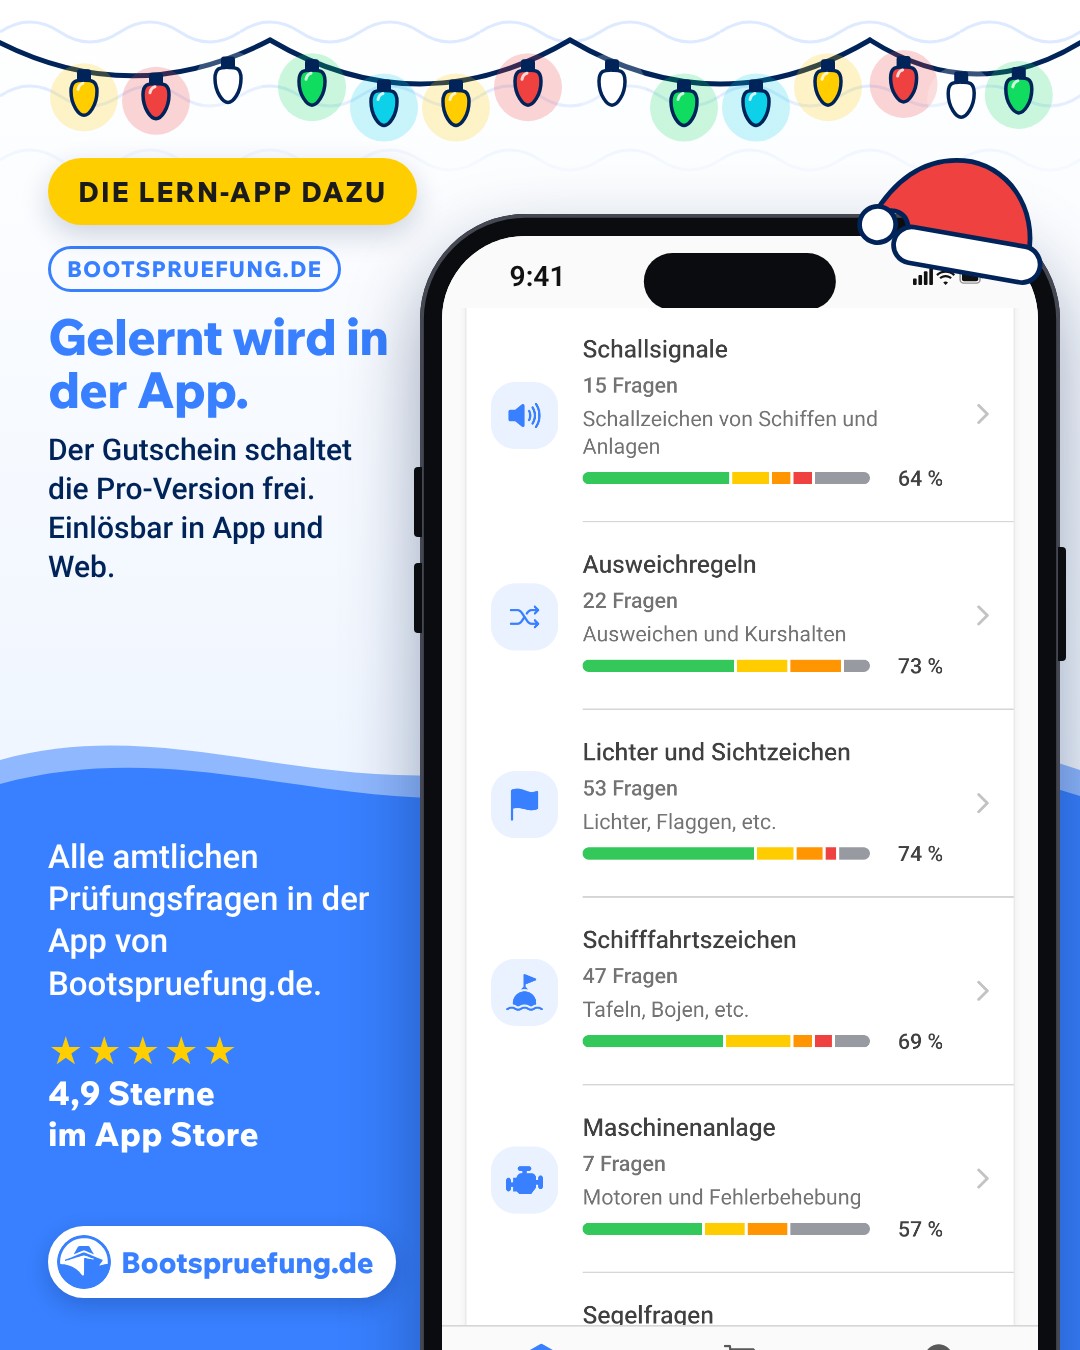 DIE LERN-APP DAZU
BOOTSPRUEFUNG.DE
Gelernt wird in
der App.
Der Gutschein schaltet
die Pro-Version frei.
Einlösbar in App und
Web.
Alle amtlichen
Prüfungsfragen in der
App von
Bootspruefung.de.
4,9 Sterne
im App Store
Bootspruefung.de
9:41
Schallsignale
15 Fragen
Schallzeichen von Schiffen und
Anlagen
64 %
Ausweichregeln
22 Fragen
Ausweichen und Kurshalten
73 %
Lichter und Sichtzeichen
53 Fragen
Lichter, Flaggen, etc.
74 %
Schifffahrtszeichen
47 Fragen
Tafeln, Bojen, etc.
69 %
Maschinenanlage
7 Fragen
Motoren und Fehlerbehebung
57 %
Segelfragen